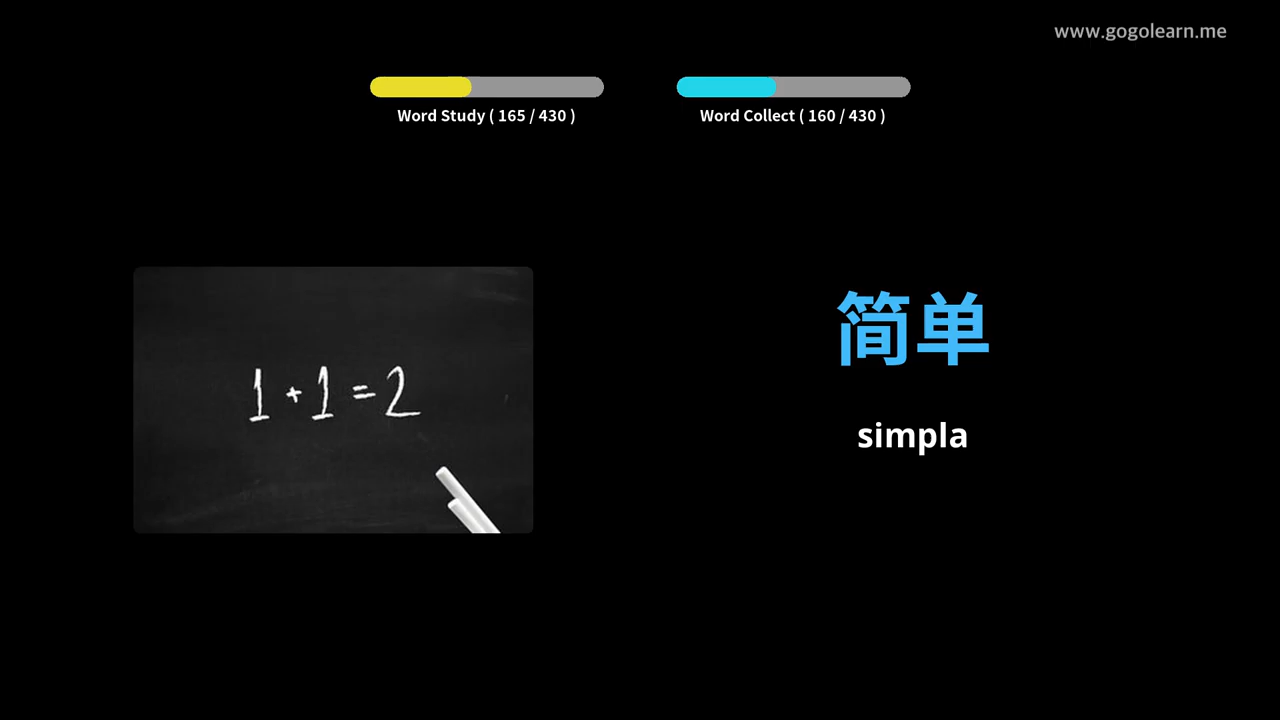 www.gogolearn.me
Word Study ( 165 / 430 )
Word Collect ( 160 / 430 )
1 + 1 = 2
简单
simpla